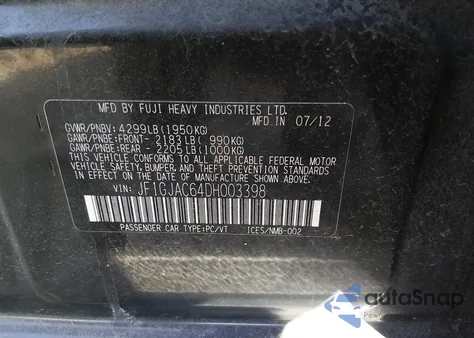 MFD BY FUJI HEAVY INDUSTRIES LTD.
GVWR/PNBV: 4299LB (1950KG) MFD IN 07/12
GAWR/PNBE:FRONT- 2183LB ( 990KG)
GAWR/PNBE:REAR - 2205LB (1000KG)
THIS VEHICLE CONFORMS TO ALL APPLICABLE FEDERAL MOTOR
VEHICLE SAFETY, BUMPER, AND THEFT PREVENTION STANDARDS
IN EFFECT ON THE DATE OF MANUFACTURE SHOWN ABOVE.
VIN: JF1GJAC64DH003398
PASSENGER CAR TYPE:PC/VT ICES/NMB-002
autoSnap